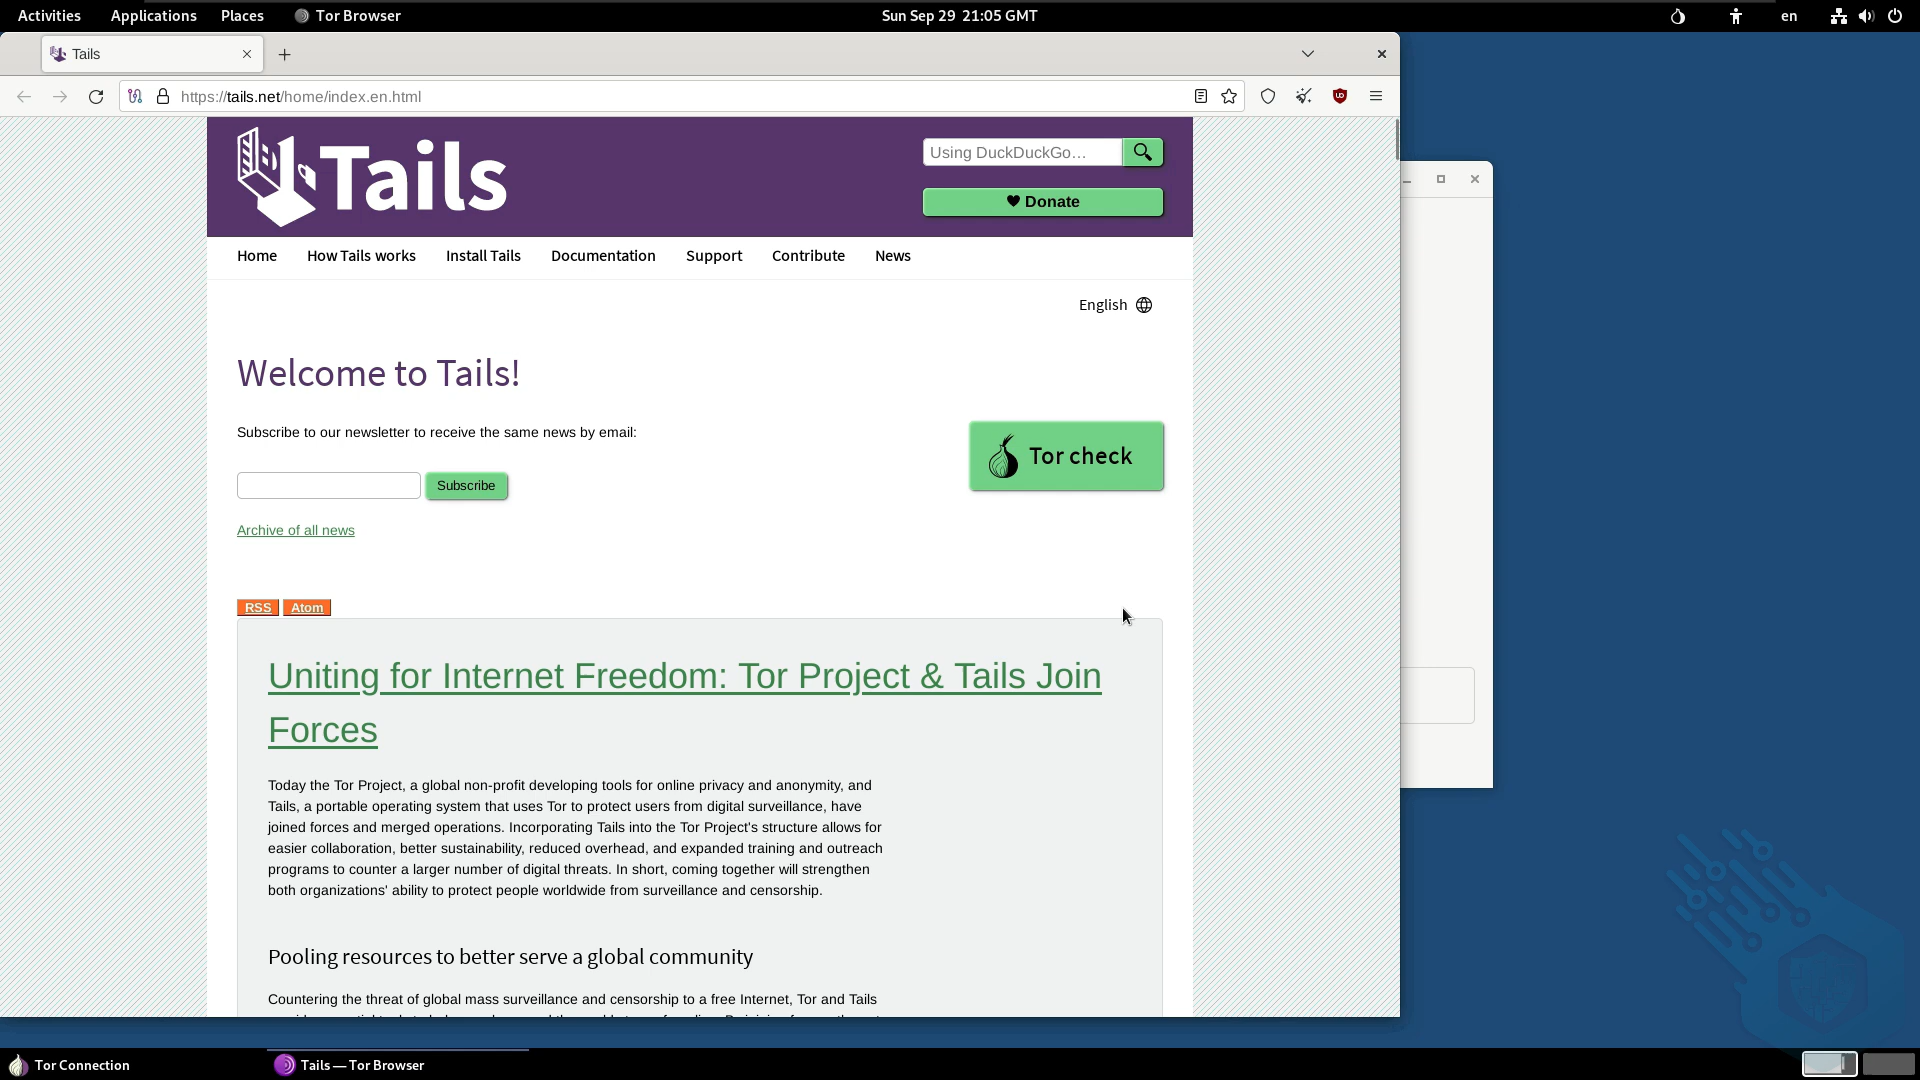 Activities Applications Places Tor Browser Sun Sep 29 21:05 GMT en
Tails
https://tails.net/home/index.en.html
Tails
Using DuckDuckGo…
Donate
Home How Tails works Install Tails Documentation Support Contribute News
English
Welcome to Tails!
Subscribe to our newsletter to receive the same news by email:
Tor check
Subscribe
Archive of all news
RSS Atom
Uniting for Internet Freedom: Tor Project & Tails Join
Forces
Today the Tor Project, a global non-profit developing tools for online privacy and anonymity, and
Tails, a portable operating system that uses Tor to protect users from digital surveillance, have
joined forces and merged operations. Incorporating Tails into the Tor Project's structure allows for
easier collaboration, better sustainability, reduced overhead, and expanded training and outreach
programs to counter a larger number of digital threats. In short, coming together will strengthen
both organizations' ability to protect people worldwide from surveillance and censorship.
Pooling resources to better serve a global community
Countering the threat of global mass surveillance and censorship to a free Internet, Tor and Tails
Tor Connection Tails — Tor Browser